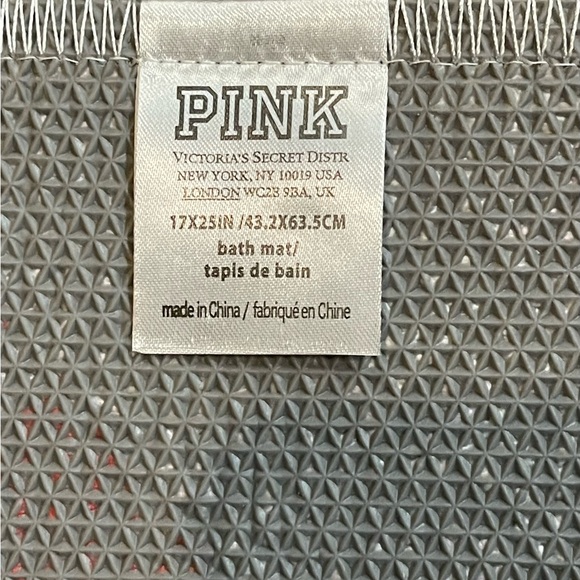 PINK
VICTORIA'S SECRET DISTR
NEW YORK, NY 10019 USA
LONDON WC2B 9BA, UK
17X25IN /43.2X63.5CM
bath mat/
tapis de bain
made in China / fabriqué en Chine